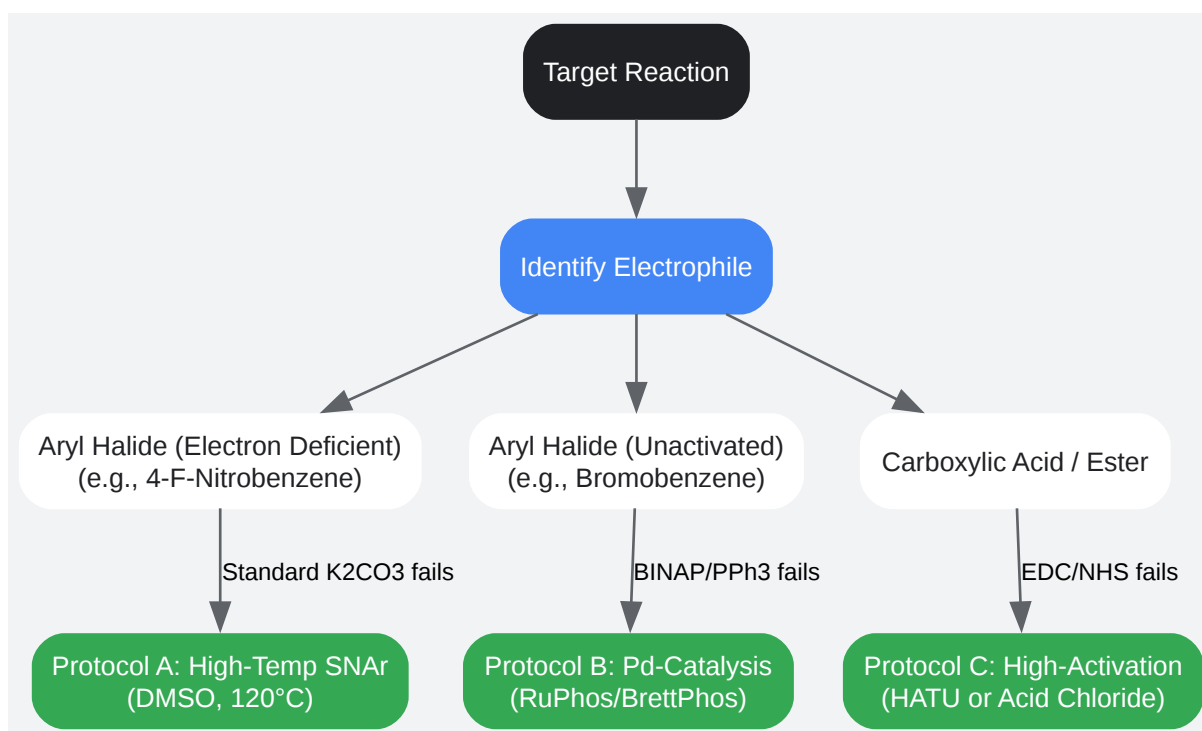 Target Reaction
Identify Electrophile
Aryl Halide (Electron Deficient)
(e.g., 4-F-Nitrobenzene)
Aryl Halide (Unactivated)
(e.g., Bromobenzene)
Carboxylic Acid / Ester
Standard K2CO3 fails
BINAP/PPh3 fails
EDC/NHS fails
Protocol A: High-Temp SNAr
(DMSO, 120°C)
Protocol B: Pd-Catalysis
(RuPhos/BrettPhos)
Protocol C: High-Activation
(HATU or Acid Chloride)